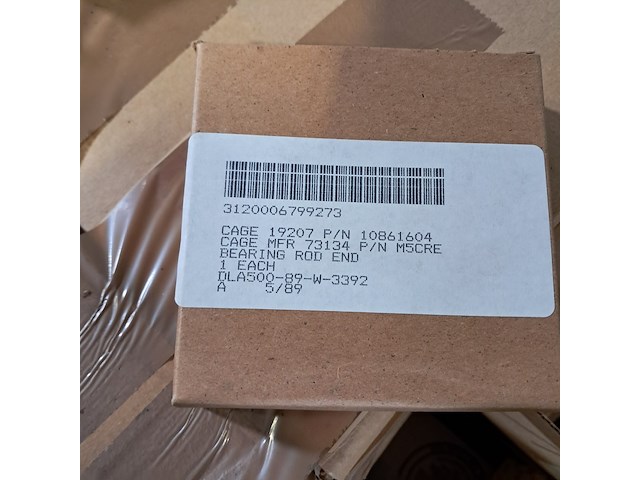 3120006799273
CAGE 19207 P/N 10861604
CAGE MFR 73134 P/N M5CRE
BEARING ROD END
1 EACH
DLA500-89-W-3392
A 5/89